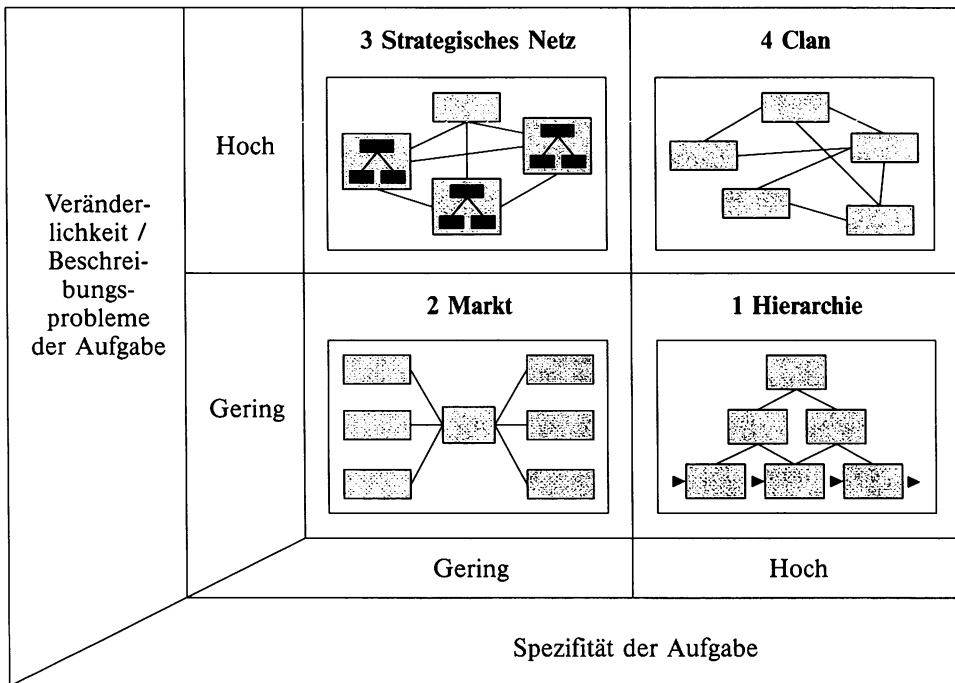 3 Strategisches Netz
4 Clan
Hoch
Veränder-
lichkeit /
Beschrei-
bungs-
probleme
der Aufgabe
2 Markt
1 Hierarchie
Gering
Gering
Hoch
Spezifität der Aufgabe